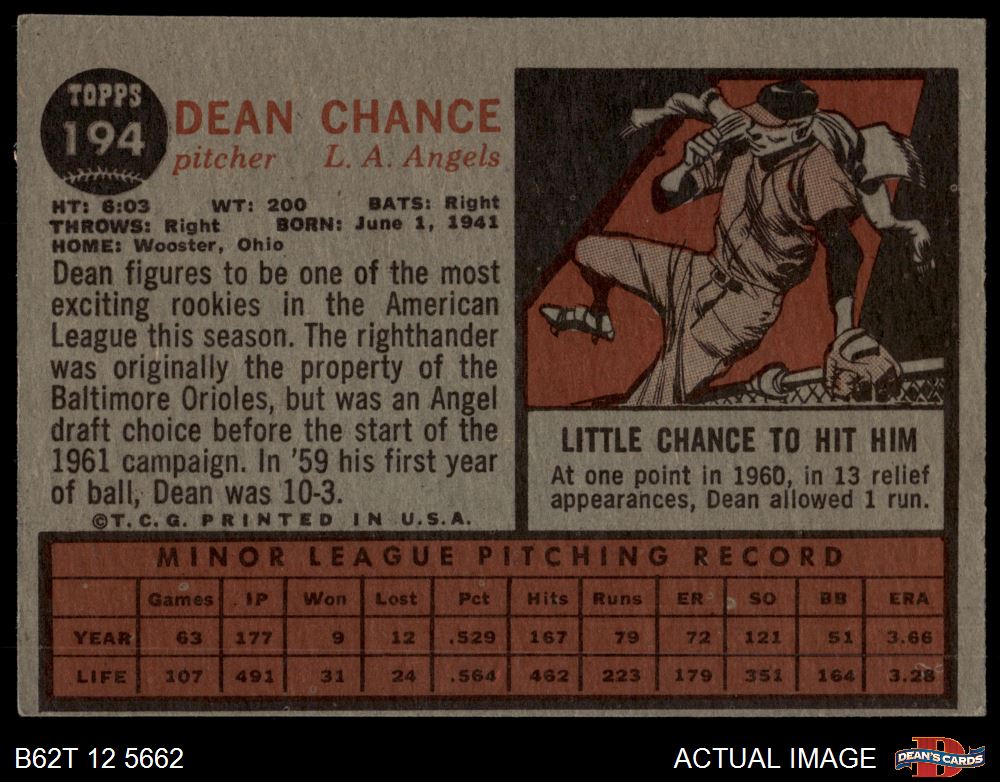 TOPPS
194
DEAN CHANCE
pitcher L. A. Angels
HT: 6:03 WT: 200 BATS: Right
THROWS: Right BORN: June 1, 1941
HOME: Wooster, Ohio
Dean figures to be one of the most
exciting rookies in the American
League this season. The righthander
was originally the property of the
Baltimore Orioles, but was an Angel
draft choice before the start of the
1961 campaign. In '59 his first year
of ball, Dean was 10-3.
©T.C.G. PRINTED IN U.S.A.
LITTLE CHANCE TO HIT HIM
At one point in 1960, in 13 relief
appearances, Dean allowed 1 run.
MINOR LEAGUE PITCHING RECORD
Games IP Won Lost Pct Hits Runs ER SO BB ERA
YEAR 63 177 9 12 .529 167 79 72 121 51 3.66
LIFE 107 491 31 24 .564 462 223 179 351 164 3.28
B62T 12 5662 ACTUAL IMAGE D DEAN'S CARDS